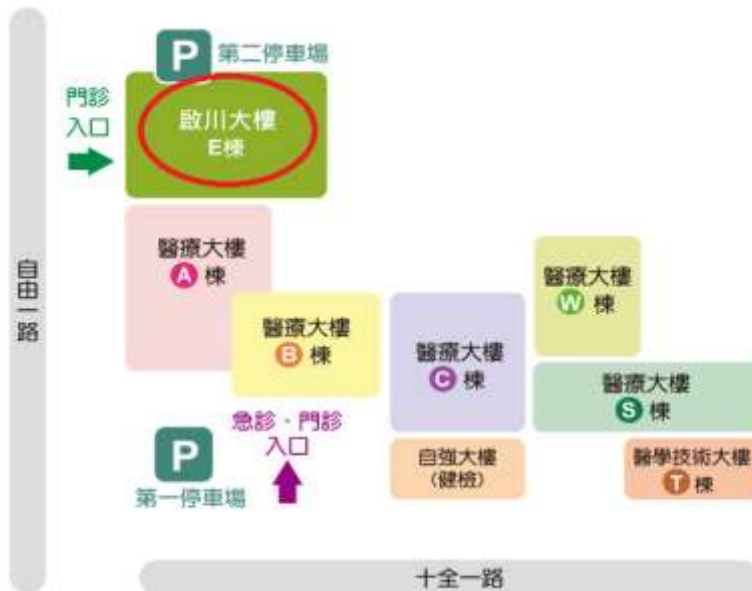 P 第二停車場
門診
入口
啟川大樓
E棟
自由一路
醫療大樓
A 棟
醫療大樓
B 棟
醫療大樓
C 棟
醫療大樓
W 棟
醫療大樓
S 棟
急診、門診
入口
P
第一停車場
自強大樓
(健檢)
醫學技術大樓
T 棟
十全一路